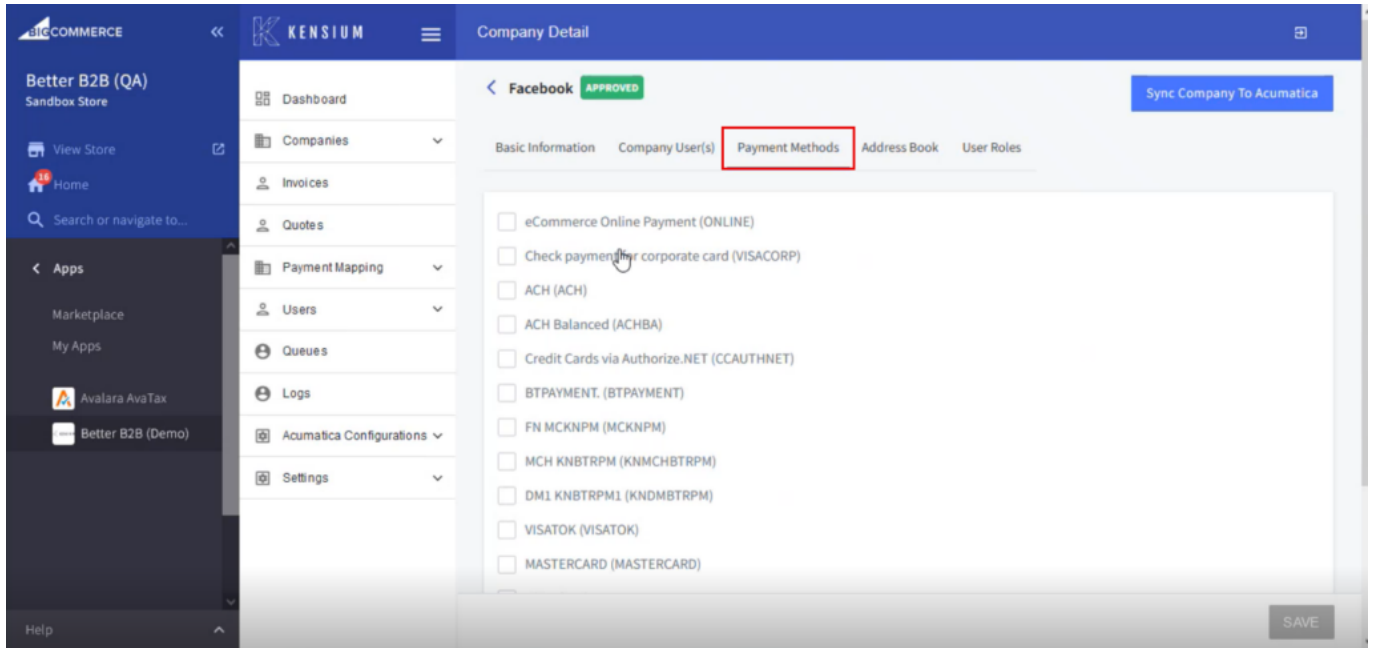 BIGCOMMERCE
Better B2B (QA)
Sandbox Store
View Store
16
Home
Search or navigate to...
Apps
Marketplace
My Apps
Avalara AvaTax
Better B2B (Demo)
Help
KENSIUM
Dashboard
Companies
Invoices
Quotes
Payment Mapping
Users
Queues
Logs
Acumatica Configurations
Settings
Company Detail
Facebook APPROVED
Sync Company To Acumatica
Basic Information Company User(s) Payment Methods Address Book User Roles
eCommerce Online Payment (ONLINE)
Check payment for corporate card (VISACORP)
ACH (ACH)
ACH Balanced (ACHBA)
Credit Cards via Authorize.NET (CCAUTHNET)
BTPAYMENT. (BTPAYMENT)
FN MCKNPM (MCKNPM)
MCH KNBTRPM (KNMCHBTRPM)
DM1 KNBTRPM1 (KNDMBTRPM)
VISATOK (VISATOK)
MASTERCARD (MASTERCARD)
SAVE